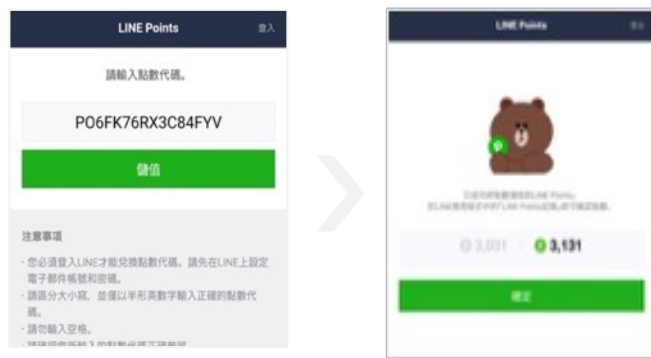 LINE Points
登入
請輸入點數代碼。
PO6FK76RX3C84FYV
儲值
注意事項
・您必須登入LINE才能兌換點數代碼。請先在LINE上設定
電子郵件帳號和密碼。
・請區分大小寫，並僅以半形英數字輸入正確的點數代
碼。
・請勿輸入空格。
LINE Points
3,031
3,131
確定